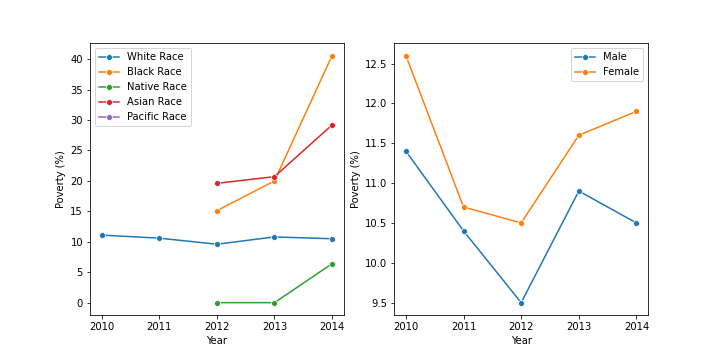 White Race
Black Race
Native Race
Asian Race
Pacific Race
40
35
30
25
20
15
10
5
0
Poverty (%)
2010 2011 2012 2013 2014
Year
Male
Female
12.5
12.0
11.5
11.0
10.5
10.0
9.5
Poverty (%)
2010 2011 2012 2013 2014
Year